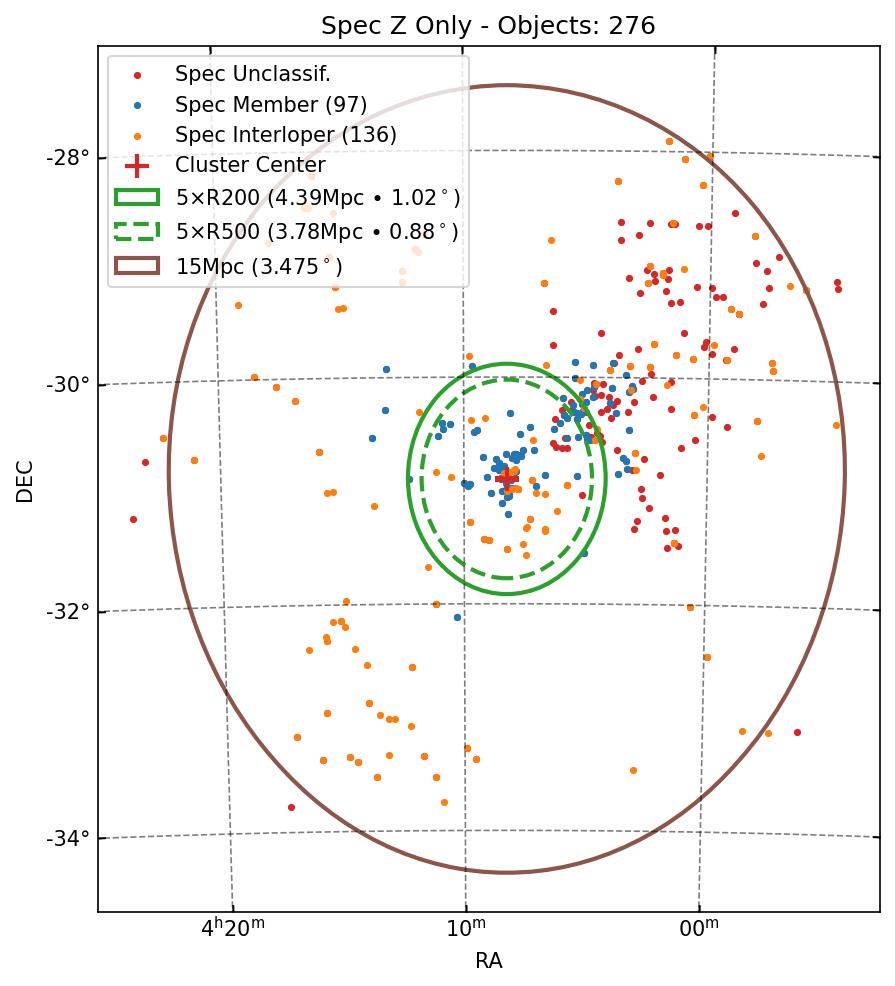 Spec Z Only - Objects: 276
Spec Unclassif.
Spec Member (97)
Spec Interloper (136)
Cluster Center
5×R200 (4.39Mpc • 1.02°)
5×R500 (3.78Mpc • 0.88°)
15Mpc (3.475°)
-28°
-30°
-32°
-34°
DEC
4ʰ20ᵐ
10ᵐ
00ᵐ
RA